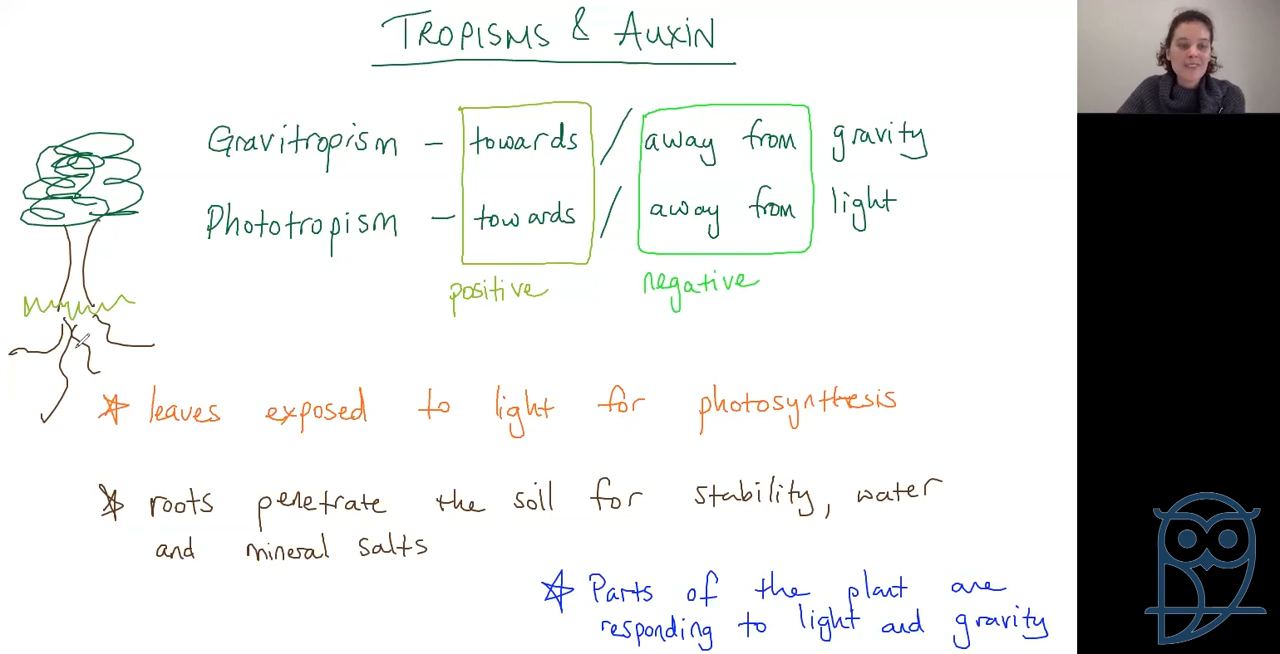 TROPISMS & AUXIN
Gravitropism - towards / away from gravity
Phototropism - towards / away from light
positive negative
leaves exposed to light for photosynthesis
roots penetrate the soil for stability, water
and mineral salts
Parts of the plant are
responding to light and gravity